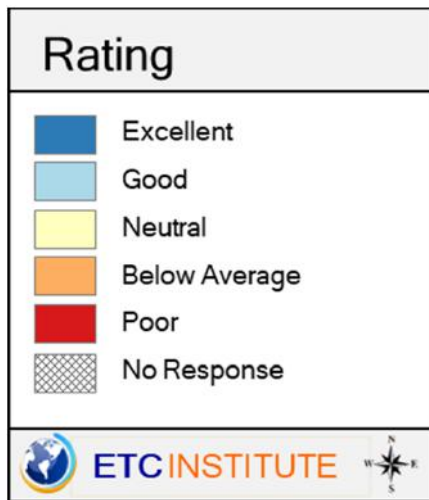 Rating
Excellent
Good
Neutral
Below Average
Poor
No Response
ETC INSTITUTE
N
W E
S